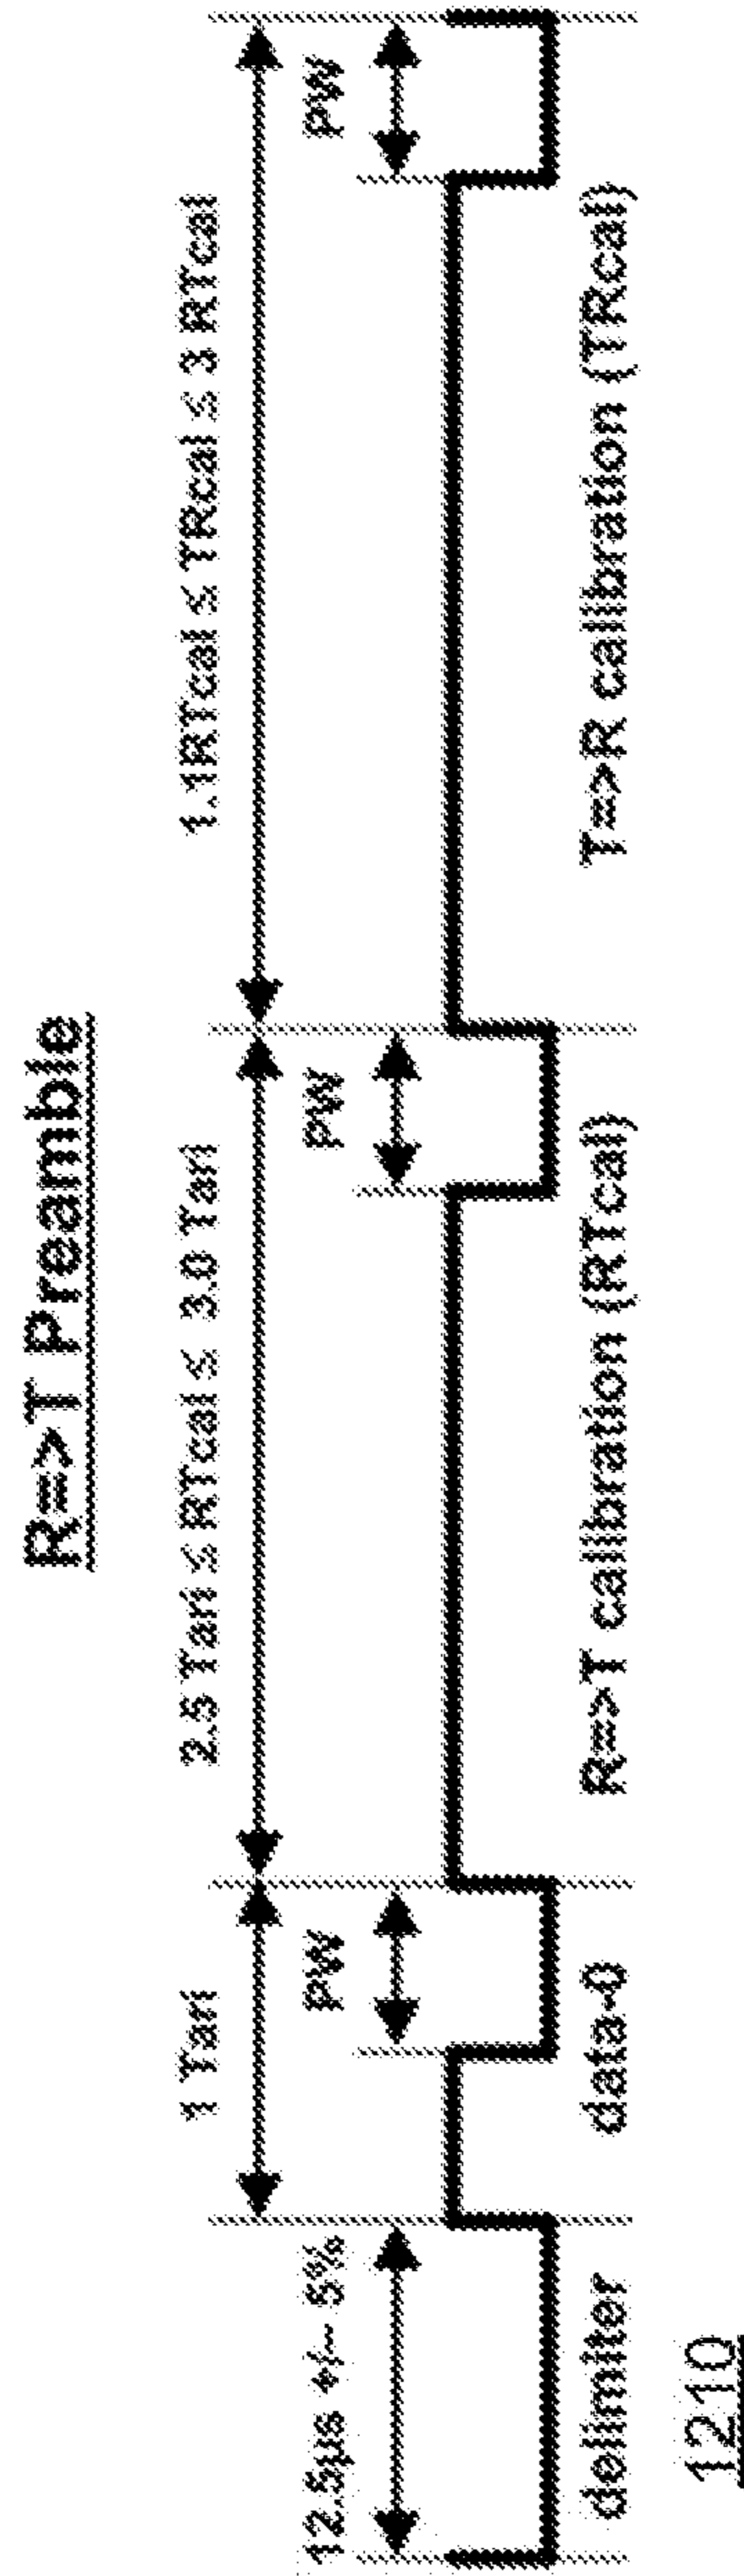 R=>T Preamble
1 Tari
2.5 Tari ≤ RTcal ≤ 3.0 Tari
1.1RTcal ≤ TRcal ≤ 3 RTcal
12.5µs +/- 5%
PW
PW
PW
delimiter
data-0
R=>T calibration (RTcal)
T=>R calibration (TRcal)
1210